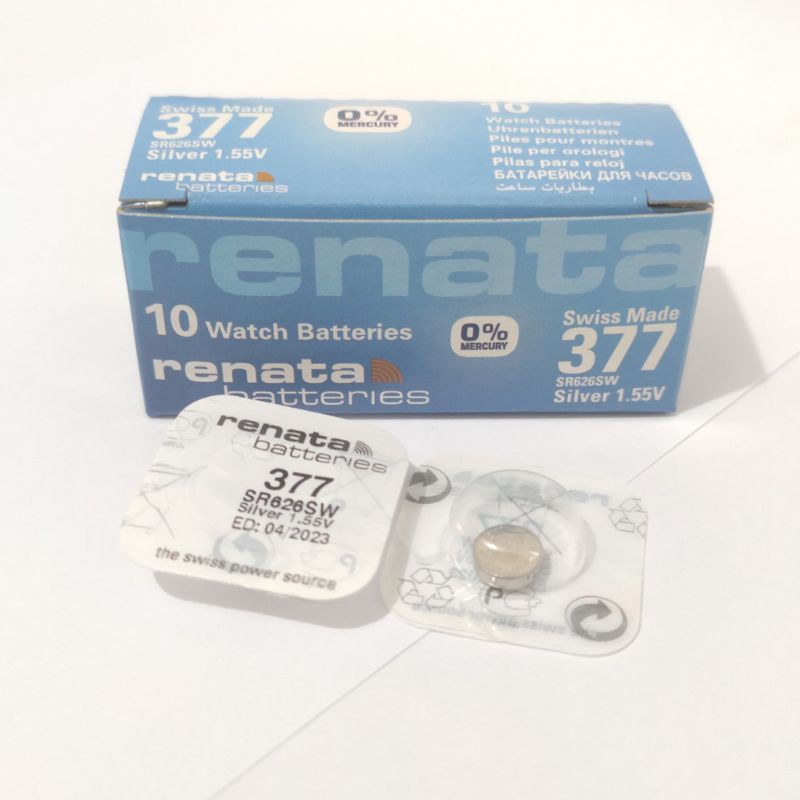 Swiss Made
377
SR626SW
Silver 1.55V
renata
batteries
0%
MERCURY
10
Watch Batteries
Uhrenbatterien
Piles pour montres
Pile per orologi
Pilas para reloj
БАТАРЕЙКИ ДЛЯ ЧАСОВ
بطاريات ساعت
renata
10 Watch Batteries
renata
batteries
0%
MERCURY
Swiss Made
377
SR626SW
Silver 1.55V
renata
batteries
377
SR626SW
Silver 1.55V
ED: 04/2023
the swiss power source